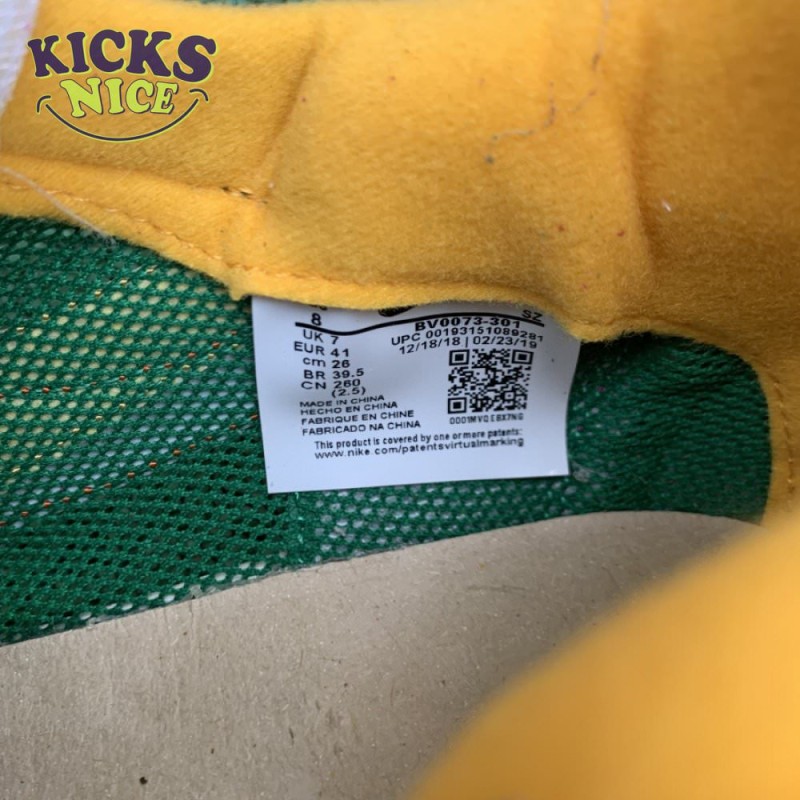 KICKS
NICE
8
SZ
BV0073-301
UK 7
UPC 00193151089281
EUR 41
12/18/18 | 02/23/19
cm 26
BR 39.5
CN 260
(2.5)
MADE IN CHINA
HECHO EN CHINA
FABRIQUE EN CHINE
FABRICADO NA CHINA
This product is covered by one or more patents:
www.nike.com/patentsvirtualmarking